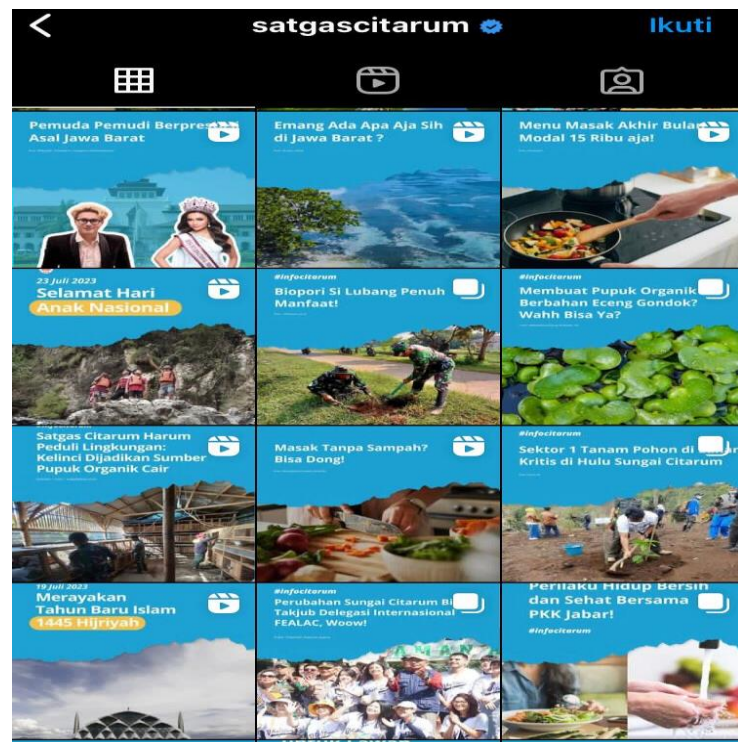 satgascitarum
Ikuti
Pemuda Pemudi
Asal Jawa Barat
Emang Ada Apa Aja Sih
di Jawa Barat ?
Menu Masak Akhir
Modal 15 Ribu aja!
23 Juli 2023
Selamat Hari
Anak Nasional
#infocitarum
Biopori Si Lubang Penuh
Manfaat!
#infocitarum
Membuat Pupuk Organik
Berbahan Eceng Gondok?
Wahh Bisa Ya?
Satgas Citarum Harum
Peduli Lingkungan:
Kelinci Dijadikan Sumber
Pupuk Organik Cair
Masak Tanpa Sampah?
Bisa Dong!
#infocitarum
Sektor 1 Tanam Pohon di
Kritis di Hulu Sungai Citarum
19 Juli 2023
Merayakan
Tahun Baru Islam
1445 Hijriyah
#infocitarum
Perubahan Sungai Citarum
Takjub Delegasi Internasional
FEALAC, Woow!
Perilaku Hidup Bersih
dan Sehat Bersama
PKK Jabar!
#infocitarum